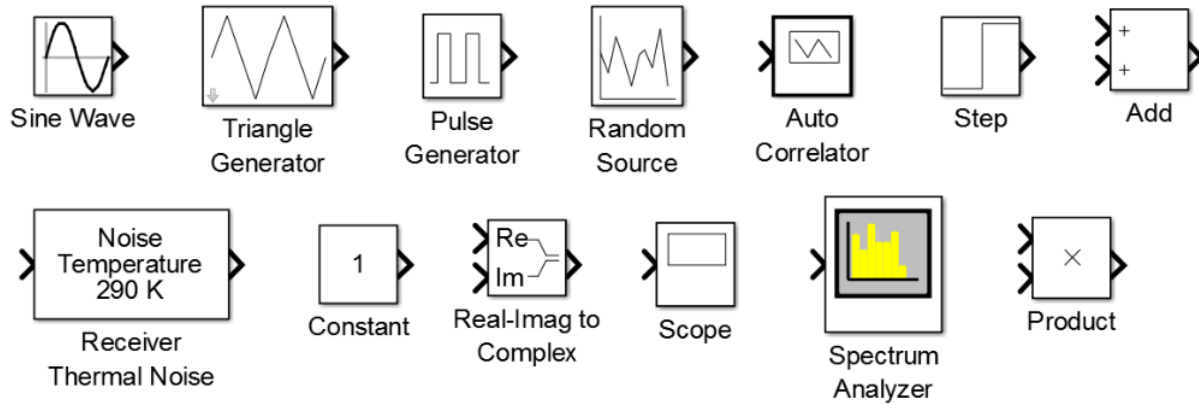 Sine Wave
Triangle
Generator
Pulse
Generator
Random
Source
Auto
Correlator
Step
+
+
Add
Noise
Temperature
290 K
Receiver
Thermal Noise
1
Constant
Re
Im
Real-Imag to
Complex
Scope
Spectrum
Analyzer
×
Product